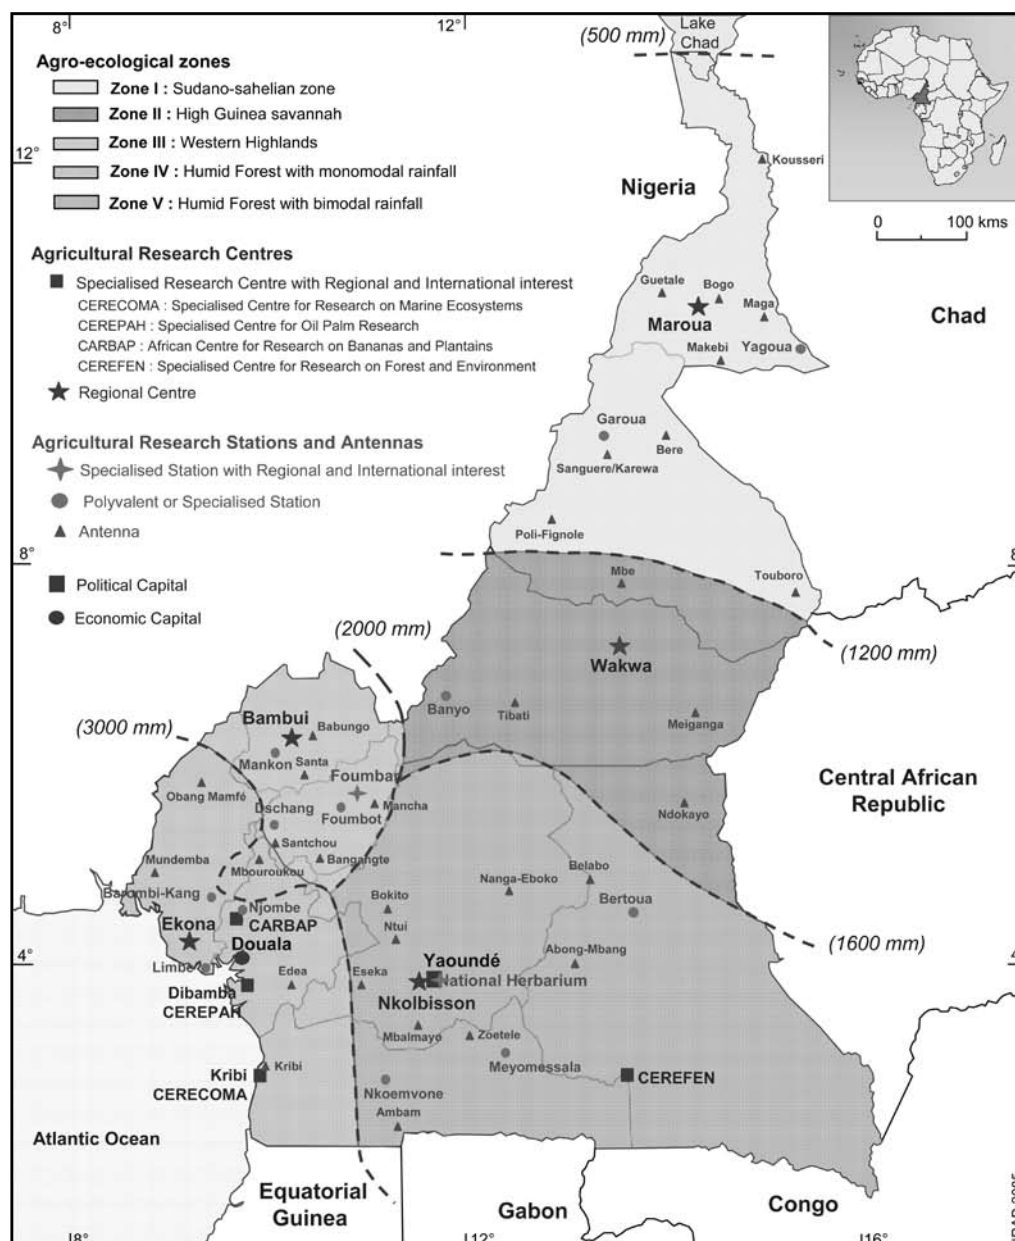 8°
12°
Lake
Chad
(500 mm)
Agro-ecological zones
Zone I : Sudano-sahelian zone
Zone II : High Guinea savannah
Zone III : Western Highlands
Zone IV : Humid Forest with monomodal rainfall
Zone V : Humid Forest with bimodal rainfall
12°
Kousseri
Nigeria
0 100 kms
Agricultural Research Centres
Specialised Research Centre with Regional and International interest
CERECOMA : Specialised Centre for Research on Marine Ecosystems
CEREPAH : Specialised Centre for Oil Palm Research
CARBAP : African Centre for Research on Bananas and Plantains
CEREFEN : Specialised Centre for Research on Forest and Environment
Regional Centre
Guetale
Bogo
Maga
Maroua
Chad
Makebi
Yagoua
Agricultural Research Stations and Antennas
Specialised Station with Regional and International interest
Polyvalent or Specialised Station
Antenna
Garoua
Bere
Sanguere/Karewa
Poli-Fignole
8°
8
Political Capital
Economic Capital
Mbe
Touboro
(2000 mm)
(1200 mm)
Wakwa
Banyo
Tibati
Meiganga
(3000 mm)
Bambui
Babungo
Mankon
Santa
Foumban
Obang Mamfé
Dschang
Foumbot
Mancha
Central African
Republic
Ndokayo
Santchou
Mundemba
Mbouroukou
Bangangte
Belabo
Nanga-Eboko
Barombi-Kang
Bokito
Bertoua
Njombe
Ekona
CARBAP
Ntui
Douala
(1600 mm)
4°
4
Limbe
Abong-Mbang
Yaoundé
National Herbarium
Edea
Eseka
Dibamba
CEREPAH
Nkolbisson
Mbalmayo
Zoetele
Meyomessala
Kribi
Kribi
CERECOMA
CEREFEN
Nkoemvone
Ambam
Atlantic Ocean
Equatorial
Guinea
Gabon
Congo
8°
12°
16°